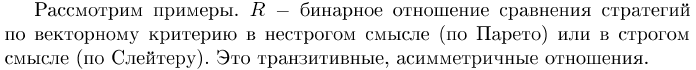 Рассмотрим примеры. R – бинарное отношение сравнения стратегий
по векторному критерию в нестрогом смысле (по Парето) или в строгом
смысле (по Слейтеру). Это транзитивные, асимметричные отношения.